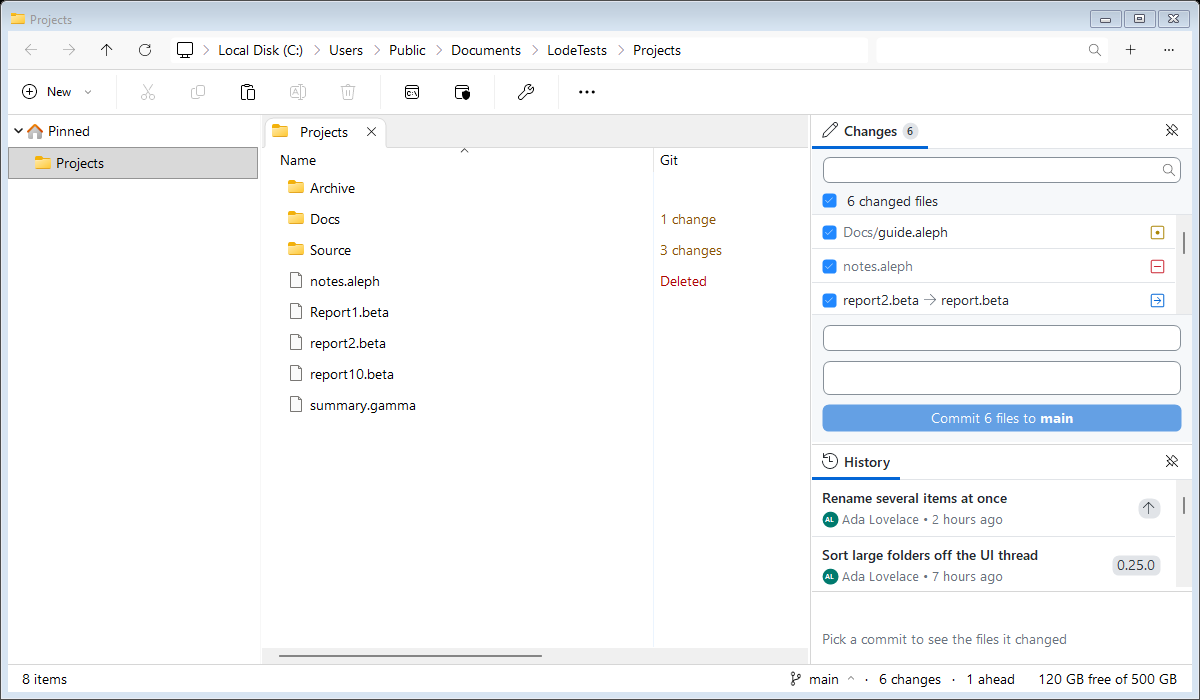 Projects
Local Disk (C:) Users Public Documents LodeTests Projects
New
Pinned
Projects
Projects
Name Git
Archive
Docs 1 change
Source 3 changes
notes.aleph Deleted
Report1.beta
report2.beta
report10.beta
summary.gamma
Changes 6
6 changed files
Docs/guide.aleph
notes.aleph
report2.beta → report.beta
Commit 6 files to main
History
Rename several items at once
AL Ada Lovelace • 2 hours ago
Sort large folders off the UI thread
AL Ada Lovelace • 7 hours ago
0.25.0
Pick a commit to see the files it changed
8 items
main · 6 changes · 1 ahead 120 GB free of 500 GB